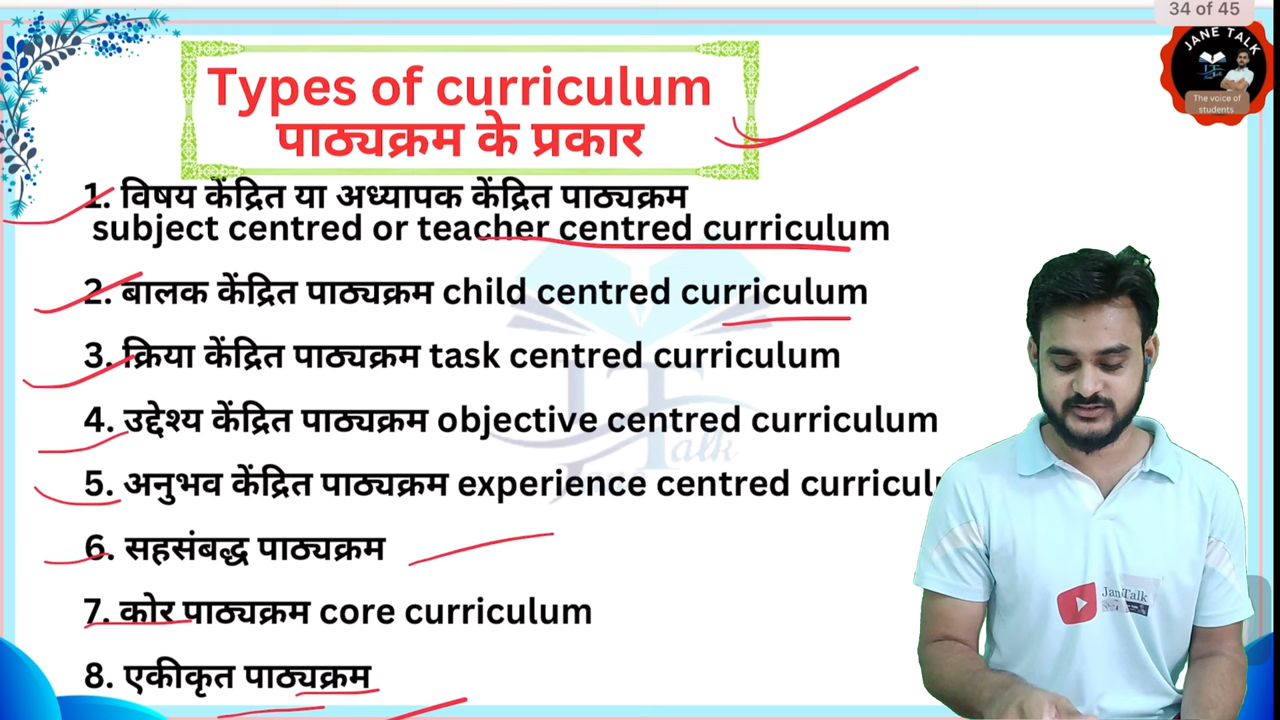 34 of 45
JANE TALK
The voice of
students
Types of curriculum
पाठ्यक्रम के प्रकार
1. विषय केंद्रित या अध्यापक केंद्रित पाठ्यक्रम
subject centred or teacher centred curriculum
2. बालक केंद्रित पाठ्यक्रम child centred curriculum
3. क्रिया केंद्रित पाठ्यक्रम task centred curriculum
4. उद्देश्य केंद्रित पाठ्यक्रम objective centred curriculum
5. अनुभव केंद्रित पाठ्यक्रम experience centred
6. सहसंबद्ध पाठ्यक्रम
7. कोर पाठ्यक्रम core curriculum
8. एकीकृत पाठ्यक्रम